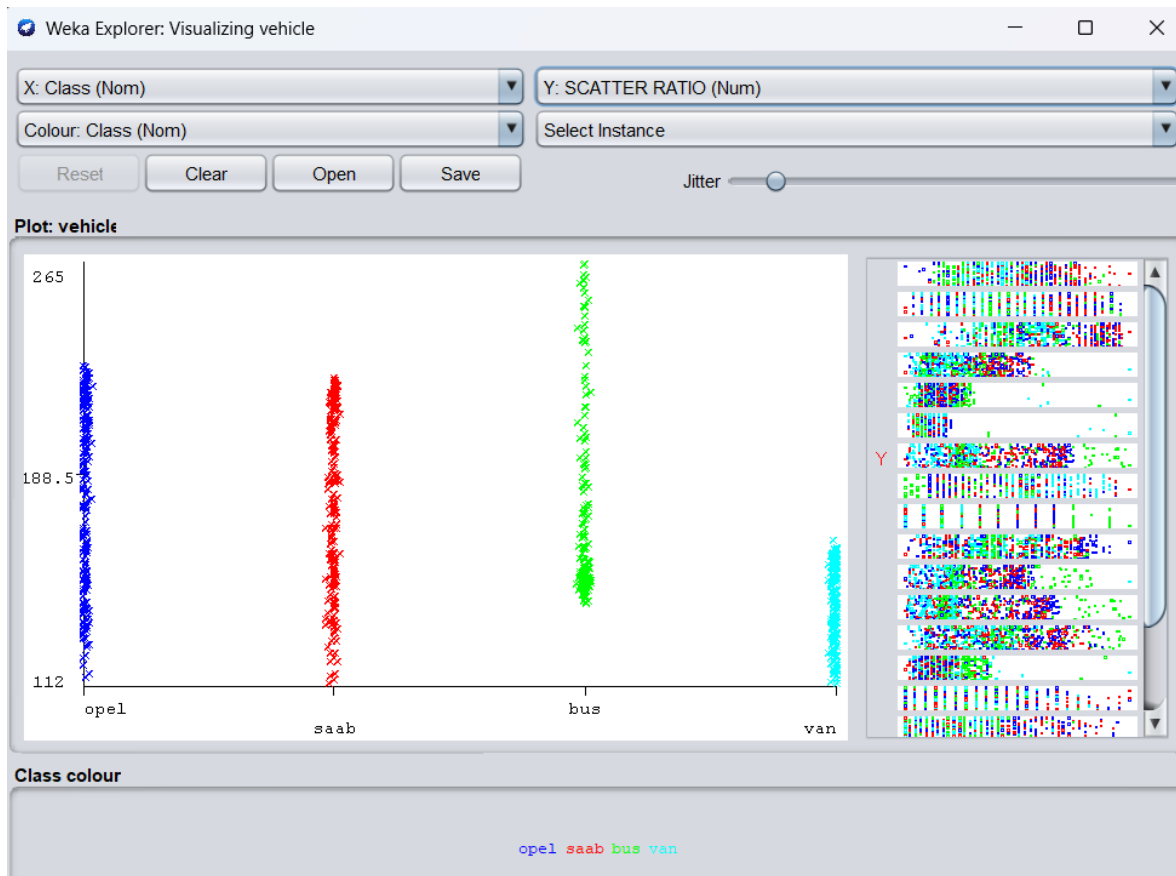 Weka Explorer: Visualizing vehicle
X: Class (Nom)
Y: SCATTER RATIO (Num)
Colour: Class (Nom)
Select Instance
Reset
Clear
Open
Save
Jitter
Plot: vehicle
265
188.5
112
opel
saab
bus
van
Y
Class colour
opel saab bus van